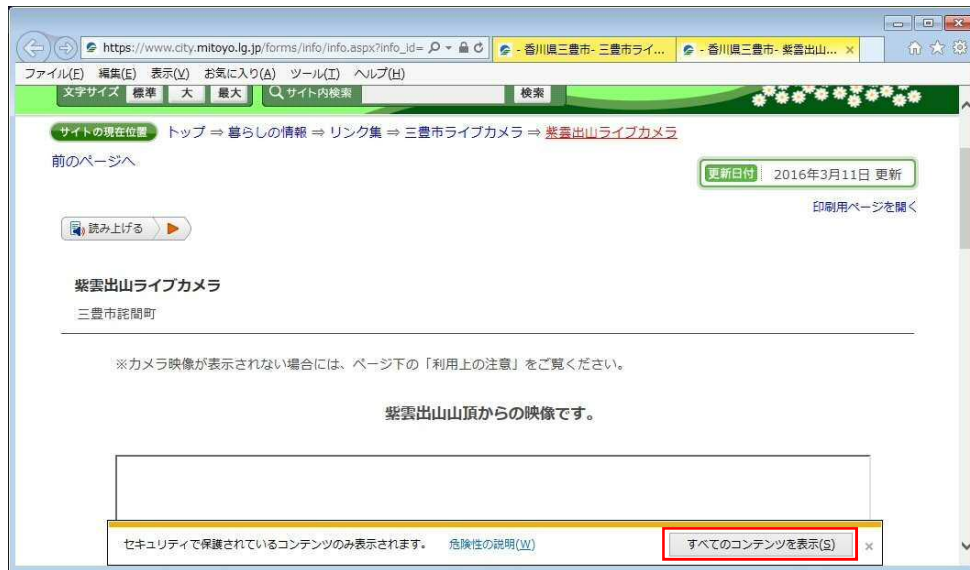 https://www.city.mitoyo.lg.jp/forms/info/info.aspx?info_id=
- 香川県三豊市- 三豊市ライ...
- 香川県三豊市- 紫雲出山...
ファイル(F) 編集(E) 表示(V) お気に入り(A) ツール(T) ヘルプ(H)
文字サイズ 標準 大 最大 サイト内検索 検索
サイトの現在位置 トップ ⇒ 暮らしの情報 ⇒ リンク集 ⇒ 三豊市ライブカメラ ⇒ 紫雲出山ライブカメラ
前のページへ
更新日付 2016年3月11日 更新
印刷用ページを開く
読み上げる
紫雲出山ライブカメラ
三豊市詫間町
※カメラ映像が表示されない場合には、ページ下の「利用上の注意」をご覧ください。
紫雲出山山頂からの映像です。
セキュリティで保護されているコンテンツのみ表示されます。 危険性の説明(W) すべてのコンテンツを表示(S) ×